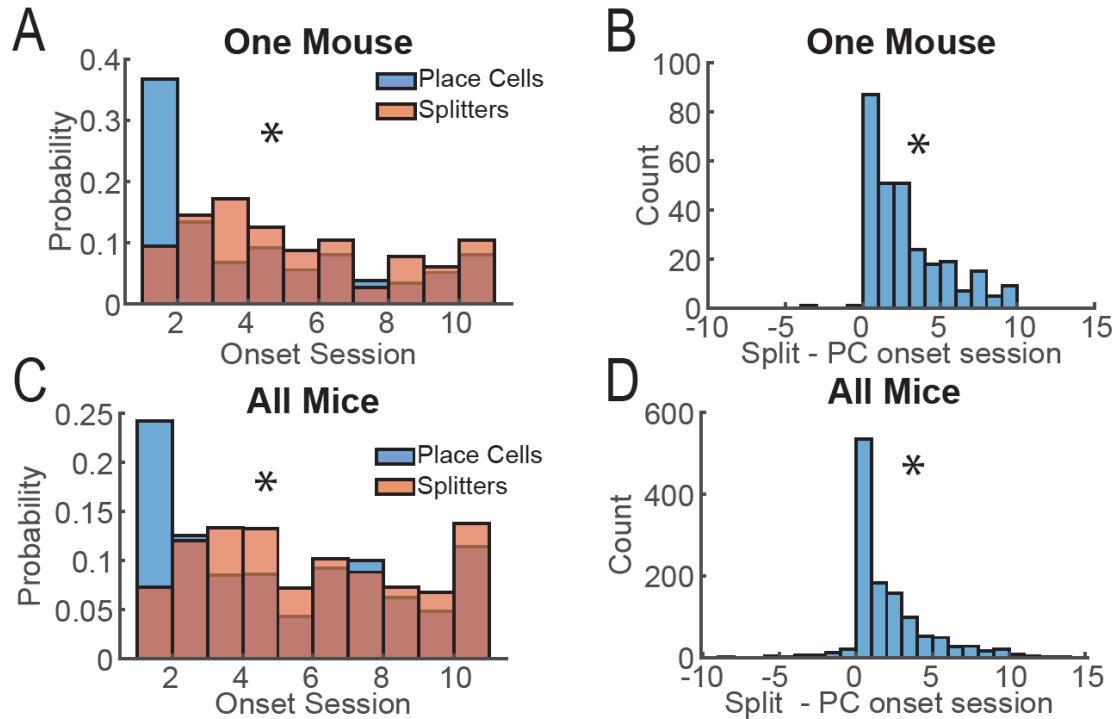 A
One Mouse
0.4
0.3
0.2
0.1
0
Probability
Place Cells
Splitters
*
2 4 6 8 10
Onset Session
B
One Mouse
100
80
60
40
20
0
Count
*
-10 -5 0 5 10 15
Split - PC onset session
C
All Mice
0.25
0.2
0.15
0.1
0.05
0
Probability
Place Cells
Splitters
*
2 4 6 8 10
Onset Session
D
All Mice
600
400
200
0
Count
*
-10 -5 0 5 10 15
Split - PC onset session